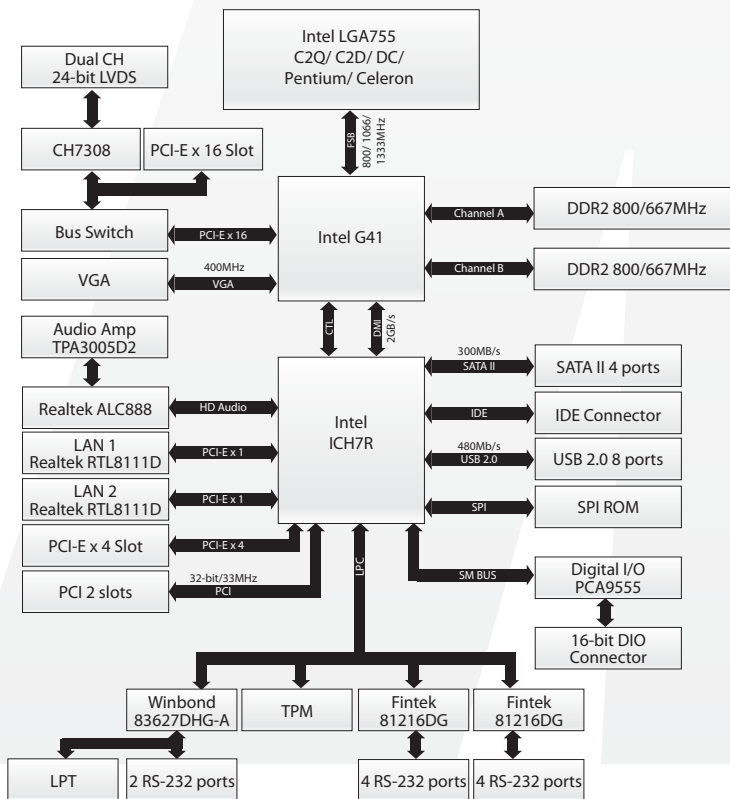 Intel LGA755
C2Q/ C2D/ DC/
Pentium/ Celeron
Dual CH
24-bit LVDS
FSB
800/ 1066/
1333MHz
CH7308
PCI-E x 16 Slot
Bus Switch
PCI-E x 16
Intel G41
Channel A
DDR2 800/667MHz
Channel B
DDR2 800/667MHz
VGA
400MHz
VGA
CTL
DMI
2GB/s
Audio Amp
TPA3005D2
Realtek ALC888
HD Audio
Intel
ICH7R
300MB/s
SATA II
SATA II 4 ports
IDE
IDE Connector
LAN 1
Realtek RTL8111D
PCI-E x 1
480Mb/s
USB 2.0
USB 2.0 8 ports
LAN 2
Realtek RTL8111D
PCI-E x 1
SPI
SPI ROM
PCI-E x 4 Slot
PCI-E x 4
PCI 2 slots
32-bit/33MHz
PCI
LPC
SM BUS
Digital I/O
PCA9555
16-bit DIO
Connector
Winbond
83627DHG-A
TPM
Fintek
81216DG
Fintek
81216DG
LPT
2 RS-232 ports
4 RS-232 ports
4 RS-232 ports